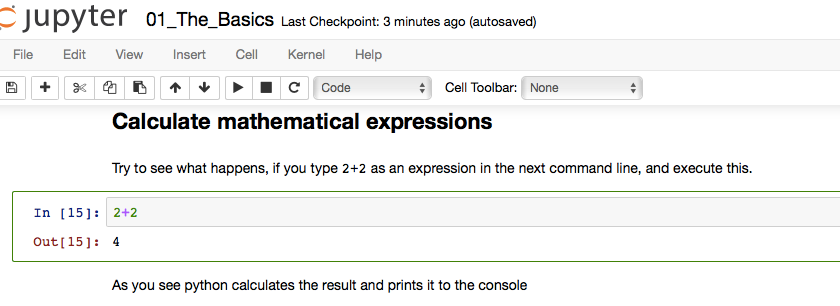 jupyter 01_The_Basics Last Checkpoint: 3 minutes ago (autosaved)
File Edit View Insert Cell Kernel Help
Code Cell Toolbar: None
Calculate mathematical expressions
Try to see what happens, if you type 2+2 as an expression in the next command line, and execute this.
In [15]: 2+2
Out[15]: 4
As you see python calculates the result and prints it to the console